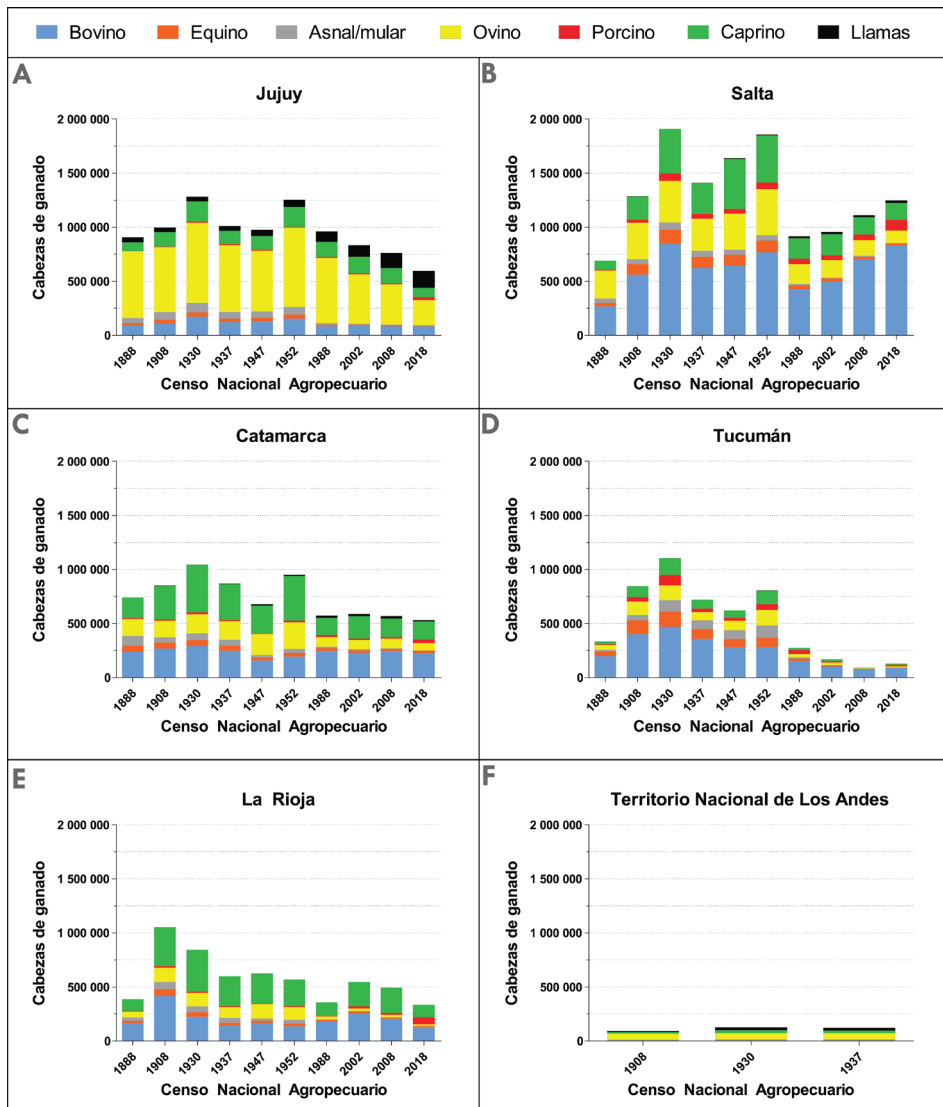 Bovino Equino Asnal/mular Ovino Porcino Caprino Llamas
A
Jujuy
Cabezas de ganado
2 000 000
1 500 000
1 000 000
500 000
0
1888 1908 1930 1937 1947 1952 1988 2002 2008 2018
Censo Nacional Agropecuario
B
Salta
Cabezas de ganado
2 000 000
1 500 000
1 000 000
500 000
0
1888 1908 1930 1937 1947 1952 1988 2002 2008 2018
Censo Nacional Agropecuario
C
Catamarca
Cabezas de ganado
2 000 000
1 500 000
1 000 000
500 000
0
1888 1908 1930 1937 1947 1952 1988 2002 2008 2018
Censo Nacional Agropecuario
D
Tucumán
Cabezas de ganado
2 000 000
1 500 000
1 000 000
500 000
0
1888 1908 1930 1937 1947 1952 1988 2002 2008 2018
Censo Nacional Agropecuario
E
La Rioja
Cabezas de ganado
2 000 000
1 500 000
1 000 000
500 000
0
1888 1908 1930 1937 1947 1952 1988 2002 2008 2018
Censo Nacional Agropecuario
F
Territorio Nacional de Los Andes
Cabezas de ganado
2 000 000
1 500 000
1 000 000
500 000
0
1908 1930 1937
Censo Nacional Agropecuario